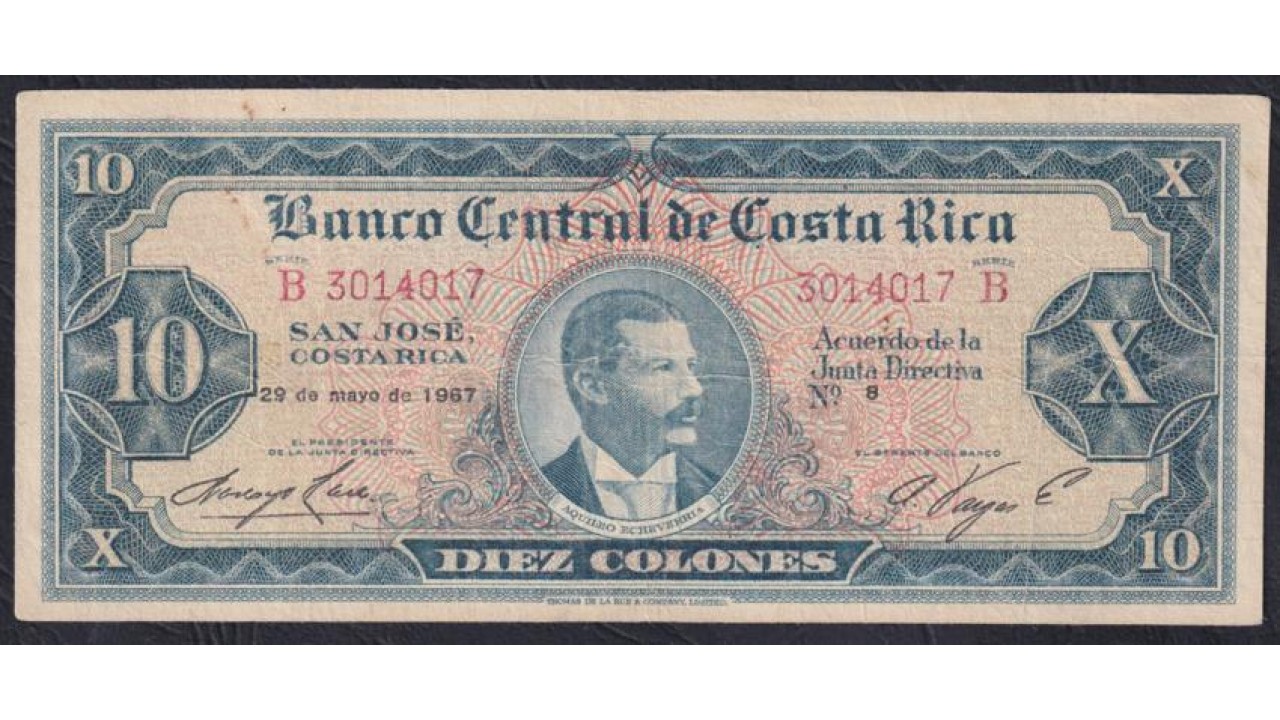 10 X
Banco Central de Costa Rica
SERIE SERIE
B 3014017 3014017 B
SAN JOSÉ,
COSTA RICA
29 de mayo de 1967
Acuerdo de la
Junta Directiva
Nº 8
10 X
EL PRESIDENTE
DE LA JUNTA DIRECTIVA
EL GERENTE DEL BANCO
A. Vargas E
AQUILEO ECHEVERRIA
X 10
DIEZ COLONES
THOMAS DE LA RUE & COMPANY, LIMITED.